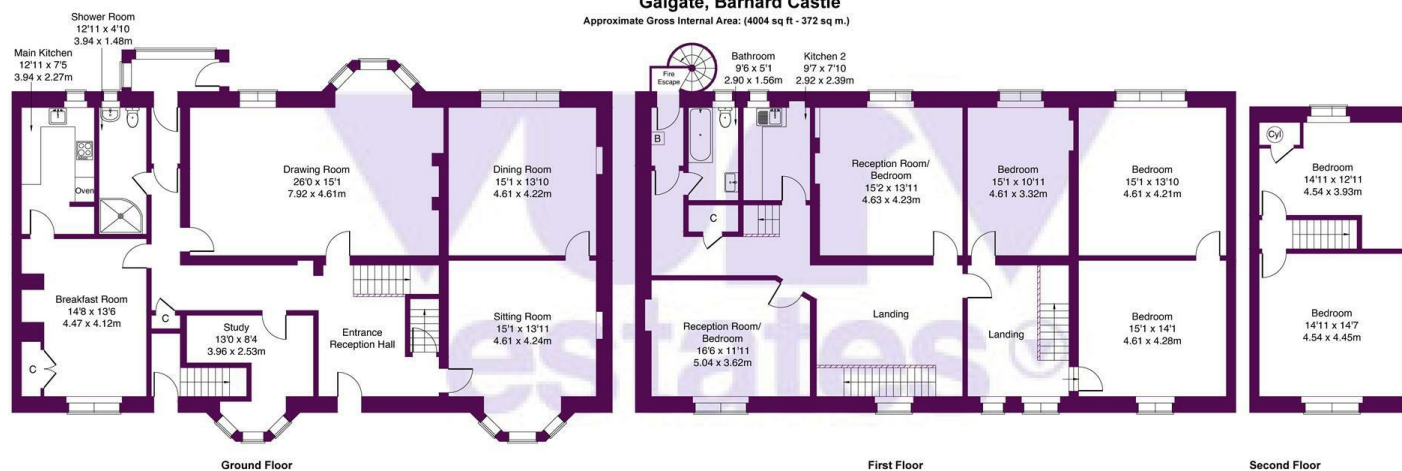 Galgate, Barnard Castle
Approximate Gross Internal Area: (4004 sq ft - 372 sq m.)
Shower Room
12'11 x 4'10
3.94 x 1.48m
Main Kitchen
12'11 x 7'5
3.94 x 2.27m
Oven
Drawing Room
26'0 x 15'1
7.92 x 4.61m
Dining Room
15'1 x 13'10
4.61 x 4.22m
Breakfast Room
14'8 x 13'6
4.47 x 4.12m
C
C
Study
13'0 x 8'4
3.96 x 2.53m
Entrance
Reception Hall
Sitting Room
15'1 x 13'11
4.61 x 4.24m
Ground Floor
Fire
Escape
Bathroom
9'6 x 5'1
2.90 x 1.56m
Kitchen 2
9'7 x 7'10
2.92 x 2.39m
B
C
Reception Room/
Bedroom
15'2 x 13'11
4.63 x 4.23m
Bedroom
15'1 x 10'11
4.61 x 3.32m
Bedroom
15'1 x 13'10
4.61 x 4.21m
Reception Room/
Bedroom
16'6 x 11'11
5.04 x 3.62m
Landing
Landing
Bedroom
15'1 x 14'1
4.61 x 4.28m
First Floor
Cyl
Bedroom
14'11 x 12'11
4.54 x 3.93m
Bedroom
14'11 x 14'7
4.54 x 4.45m
Second Floor
estates®